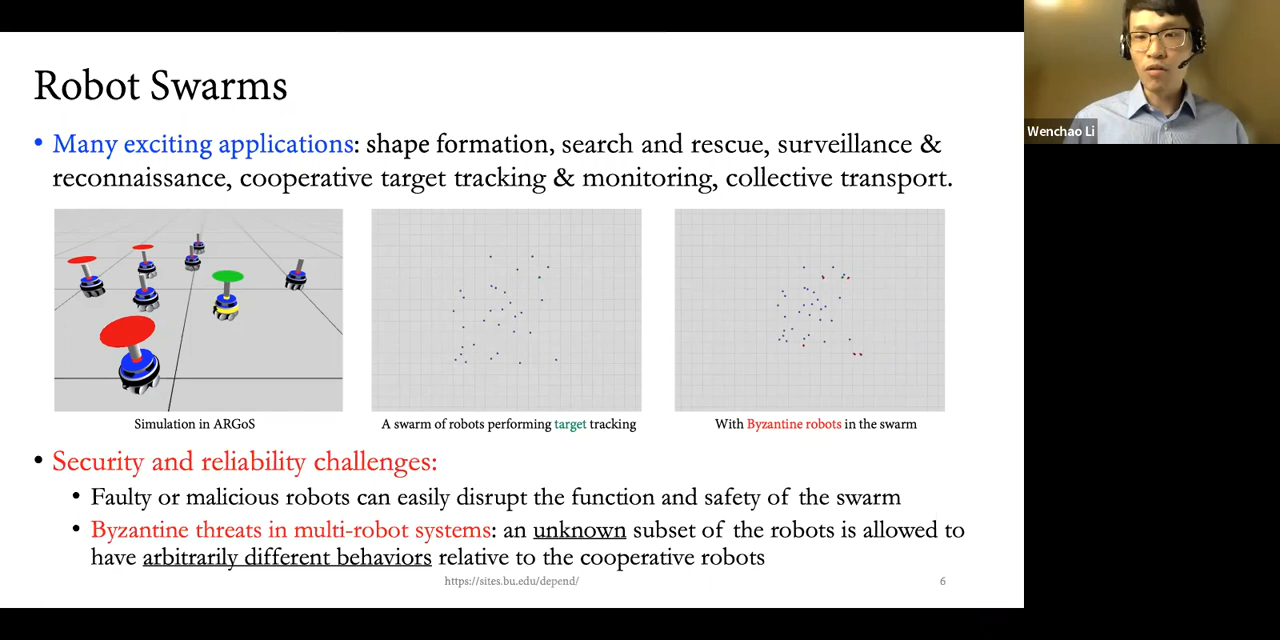 Robot Swarms
• Many exciting applications: shape formation, search and rescue, surveillance &
reconnaissance, cooperative target tracking & monitoring, collective transport.
Simulation in ARGoS
A swarm of robots performing target tracking
With Byzantine robots in the swarm
• Security and reliability challenges:
• Faulty or malicious robots can easily disrupt the function and safety of the swarm
• Byzantine threats in multi-robot systems: an unknown subset of the robots is allowed to
have arbitrarily different behaviors relative to the cooperative robots
https://sites.bu.edu/depend/
6
Wenchao Li